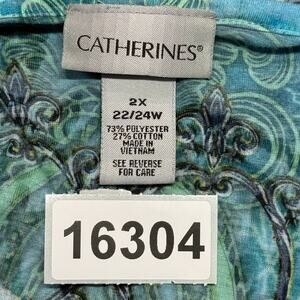 CATHERINES®
2X
22/24W
73% POLYESTER
27% COTTON
MADE IN
VIETNAM
SEE REVERSE
FOR CARE
16304